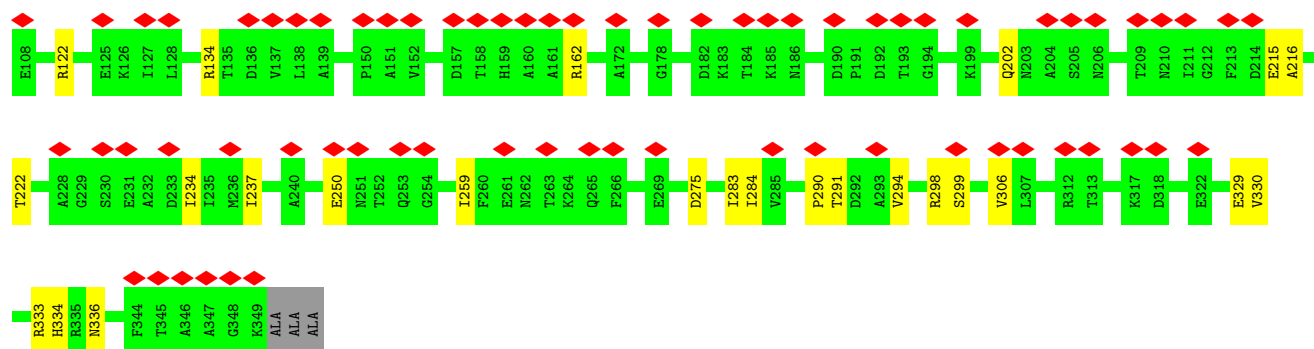 E108 R122 E125 K126 I127 L128 R134 T135 D136 V137 L138 A139 P150 A151 V152 D157 T158 H159 A160 A161 R162 A172 G178 D182 K183 T184 K185 N186 D190 P191 D192 T193 G194 K199 Q202 N203 A204 S205 N206 T209 N210 I211 G212 F213 D214 E215 A216
T222 A228 G229 S230 E231 A232 D233 I234 I235 M236 I237 A240 E250 N251 T252 Q253 G254 I259 F260 E261 N262 T263 K264 Q265 F266 E269 D275 I283 I284 V285 P290 T291 D292 A293 V294 R298 S299 V306 L307 R312 T313 K317 D318 E322 E329 V330
R333 H334 R335 N336 F344 T345 A346 A347 G348 K349 ALA ALA ALA